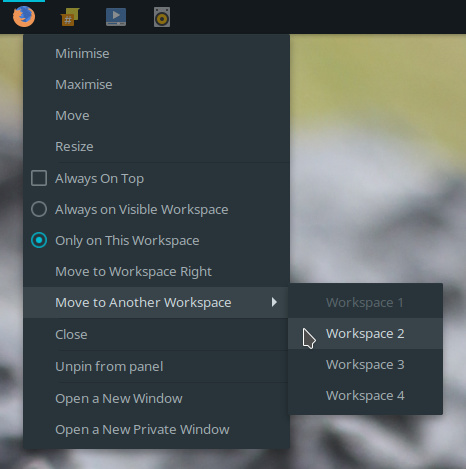 Minimise
Maximise
Move
Resize
Always On Top
Always on Visible Workspace
Only on This Workspace
Move to Workspace Right
Move to Another Workspace
Workspace 1
Workspace 2
Workspace 3
Workspace 4
Close
Unpin from panel
Open a New Window
Open a New Private Window